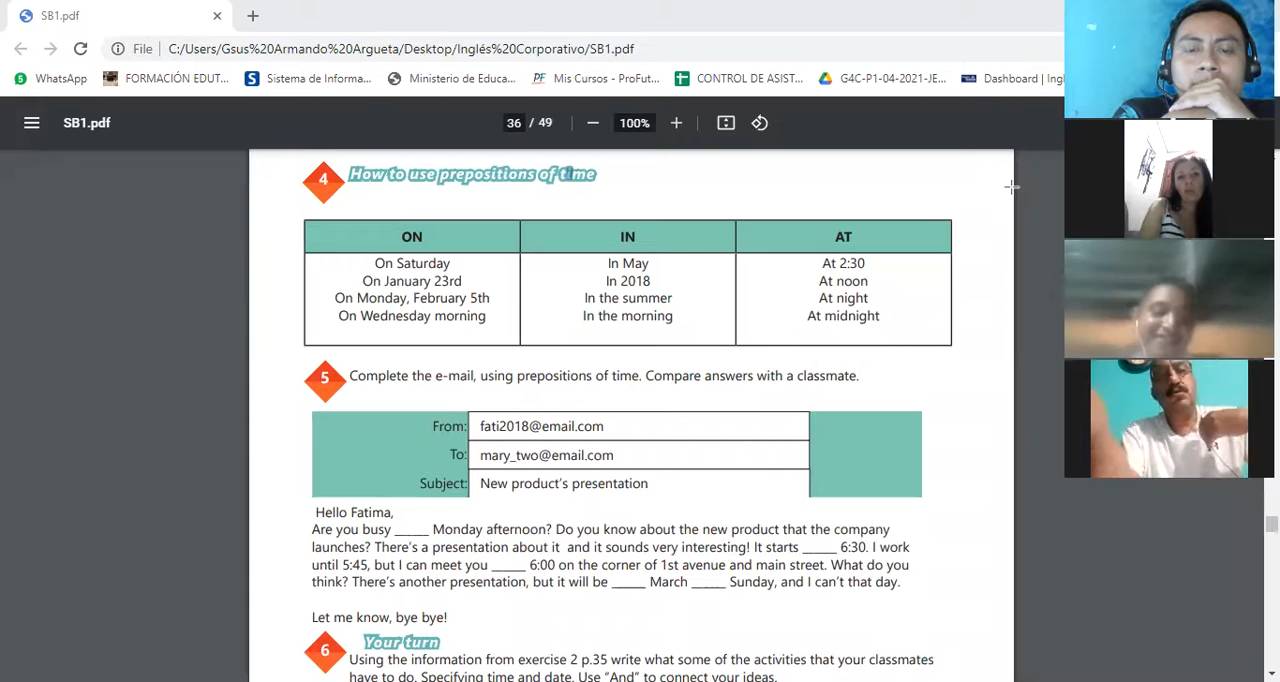 SB1.pdf
File C:/Users/Gsus%20Armando%20Argueta/Desktop/Inglés%20Corporativo/SB1.pdf
WhatsApp FORMACIÓN EDUT... Sistema de Informa... Ministerio de Educa... Mis Cursos - ProFut... CONTROL DE ASIST... G4C-P1-04-2021-JE... Dashboard | Ingl
SB1.pdf 36 / 49 100%
4 How to use prepositions of time
ON IN AT
On Saturday In May At 2:30
On January 23rd In 2018 At noon
On Monday, February 5th In the summer At night
On Wednesday morning In the morning At midnight
5 Complete the e-mail, using prepositions of time. Compare answers with a classmate.
From: fati2018@email.com
To: mary_two@email.com
Subject: New product's presentation
Hello Fatima,
Are you busy _____ Monday afternoon? Do you know about the new product that the company
launches? There's a presentation about it and it sounds very interesting! It starts _____ 6:30. I work
until 5:45, but I can meet you _____ 6:00 on the corner of 1st avenue and main street. What do you
think? There's another presentation, but it will be _____ March _____ Sunday, and I can't that day.
Let me know, bye bye!
6 Your turn
Using the information from exercise 2 p.35 write what some of the activities that your classmates
have to do. Specifying time and date. Use "And" to connect your ideas.